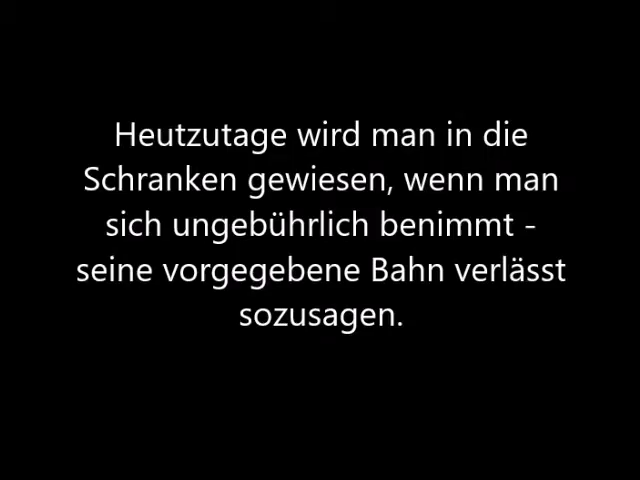 Heutzutage wird man in die
Schranken gewiesen, wenn man
sich ungebührlich benimmt -
seine vorgegebene Bahn verlässt
sozusagen.